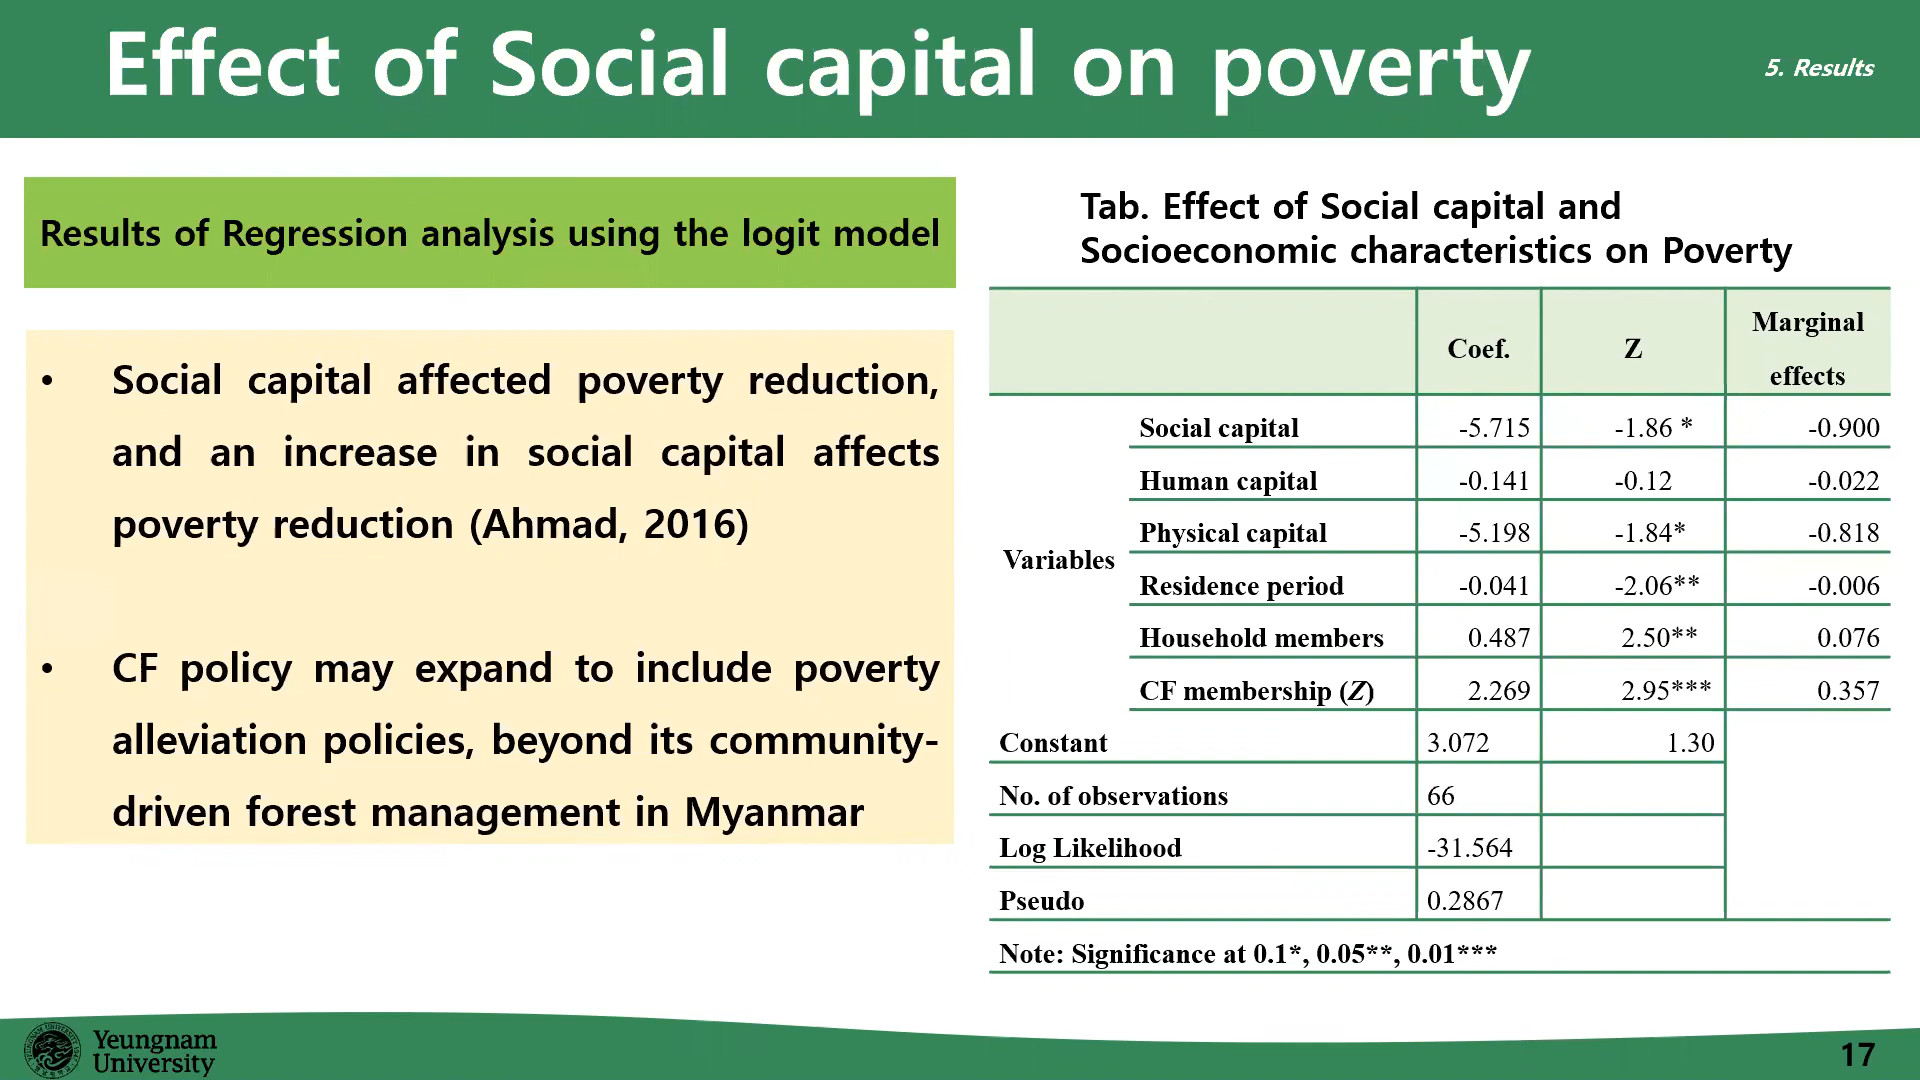 Effect of Social capital on poverty
5. Results
Results of Regression analysis using the logit model
• Social capital affected poverty reduction,
and an increase in social capital affects
poverty reduction (Ahmad, 2016)
• CF policy may expand to include poverty
alleviation policies, beyond its community-
driven forest management in Myanmar
Tab. Effect of Social capital and
Socioeconomic characteristics on Poverty
Coef. Z Marginal effects
Variables
Social capital -5.715 -1.86 * -0.900
Human capital -0.141 -0.12 -0.022
Physical capital -5.198 -1.84* -0.818
Residence period -0.041 -2.06** -0.006
Household members 0.487 2.50** 0.076
CF membership (Z) 2.269 2.95*** 0.357
Constant 3.072 1.30
No. of observations 66
Log Likelihood -31.564
Pseudo 0.2867
Note: Significance at 0.1*, 0.05**, 0.01***
Yeungnam
University
17